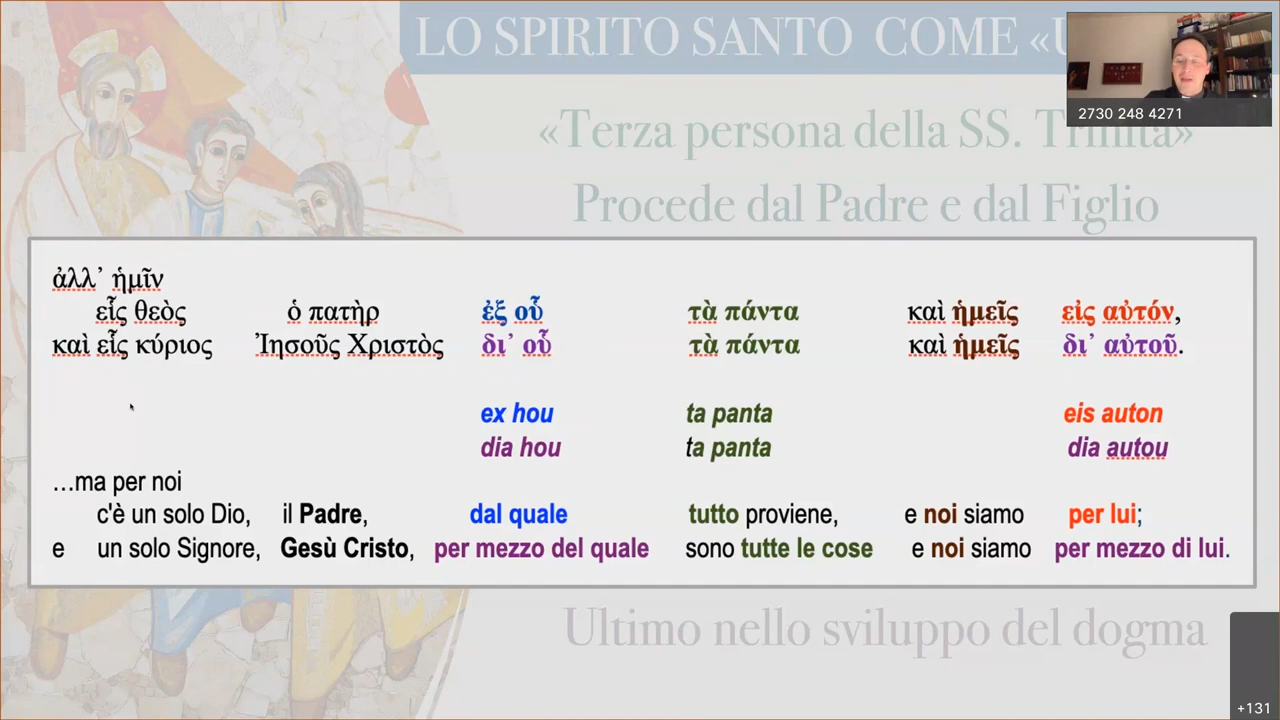 LO SPIRITO SANTO COME «U
2730 248 4271
«Terza persona della SS. Trinità»
Procede dal Padre e dal Figlio
ἀλλ’ ἡμῖν
εἷς θεὸς ὁ πατὴρ ἐξ οὗ τὰ πάντα καὶ ἡμεῖς εἰς αὐτόν,
καὶ εἷς κύριος Ἰησοῦς Χριστὸς δι’ οὗ τὰ πάντα καὶ ἡμεῖς δι’ αὐτοῦ.
ex hou ta panta eis auton
dia hou ta panta dia autou
…ma per noi
c'è un solo Dio, il Padre, dal quale tutto proviene, e noi siamo per lui;
e un solo Signore, Gesù Cristo, per mezzo del quale sono tutte le cose e noi siamo per mezzo di lui.
Ultimo nello sviluppo del dogma
+131